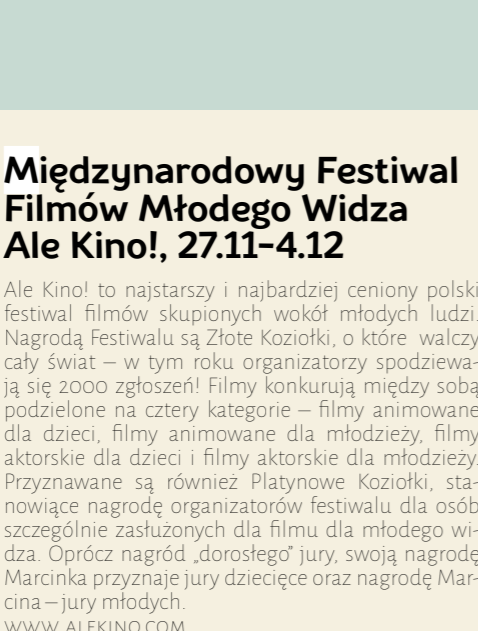 Międzynarodowy Festiwal
Filmów Młodego Widza
Ale Kino!, 27.11–4.12
Ale Kino! to najstarszy i najbardziej ceniony polski
festiwal filmów skupionych wokół młodych ludzi.
Nagrodą Festiwalu są Złote Koziołki, o które walczy
cały świat – w tym roku organizatorzy spodziewa-
ją się 2000 zgłoszeń! Filmy konkurują między sobą
podzielone na cztery kategorie – filmy animowane
dla dzieci, filmy animowane dla młodzieży, filmy
aktorskie dla dzieci i filmy aktorskie dla młodzieży.
Przyznawane są również Platynowe Koziołki, sta-
nowiące nagrodę organizatorów festiwalu dla osób
szczególnie zasłużonych dla filmu dla młodego wi-
dza. Oprócz nagród „dorosłego” jury, swoją nagrodę
Marcinka przyznaje jury dziecięce oraz nagrodę Mar-
cina – jury młodych.
WWW.ALEKINO.COM